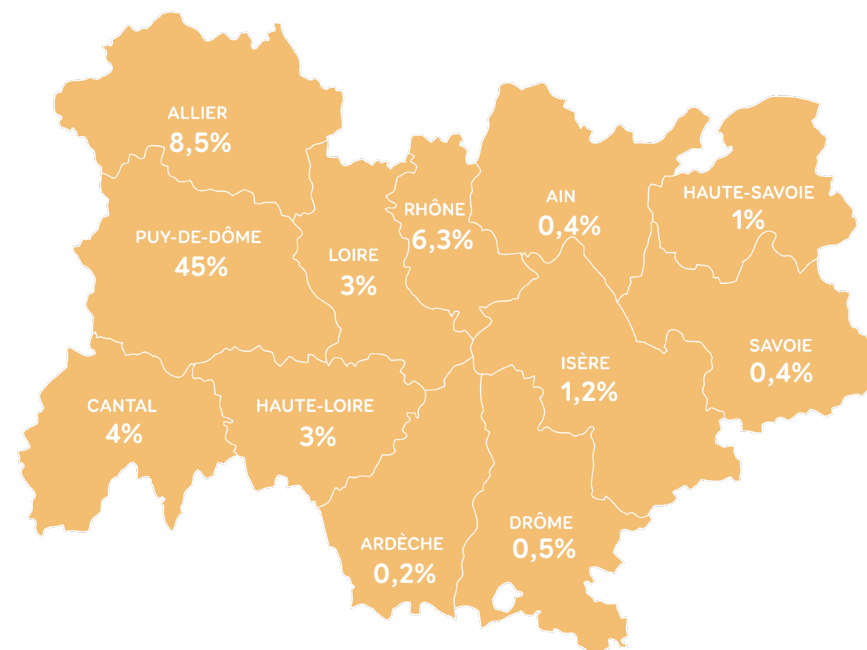 ALLIER
8,5%
PUY-DE-DÔME
45%
LOIRE
3%
RHÔNE
6,3%
AIN
0,4%
HAUTE-SAVOIE
1%
SAVOIE
0,4%
ISÈRE
1,2%
CANTAL
4%
HAUTE-LOIRE
3%
ARDÈCHE
0,2%
DRÔME
0,5%